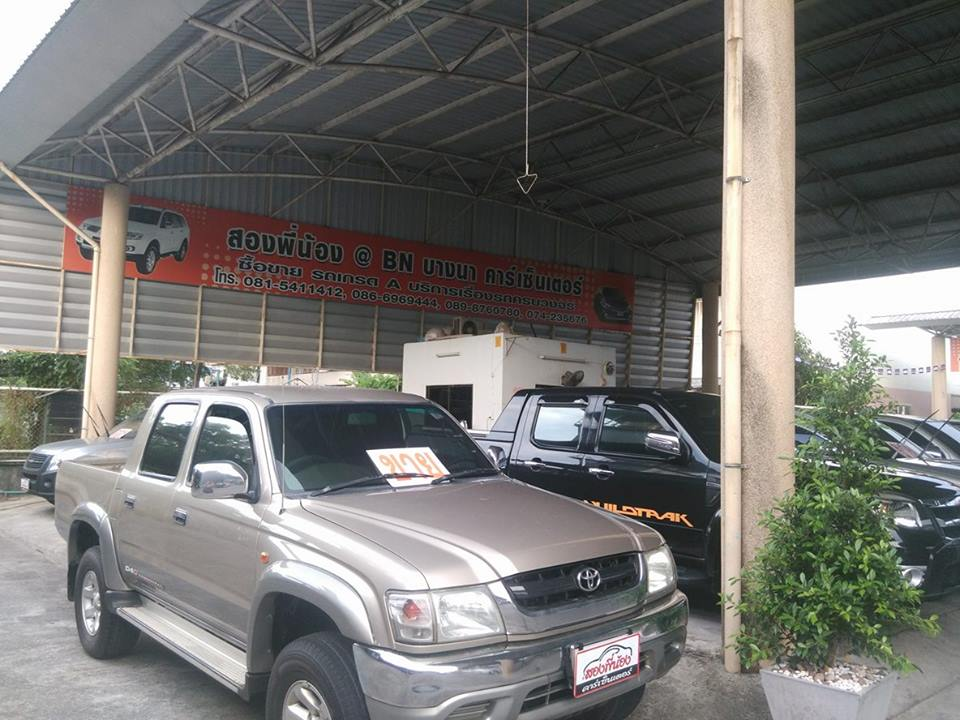 สองพี่น้อง @ BN บางนา คาร์เซ็นเตอร์
ซื้อขาย รถเกรด A บริการเรื่องรถครบวงจร
โทร. 081-5411412, 086-6969444, 089-8760780, 074-236676
ขาย
WILDTRAK
D4D
สองพี่น้อง
คาร์เซ็นเตอร์